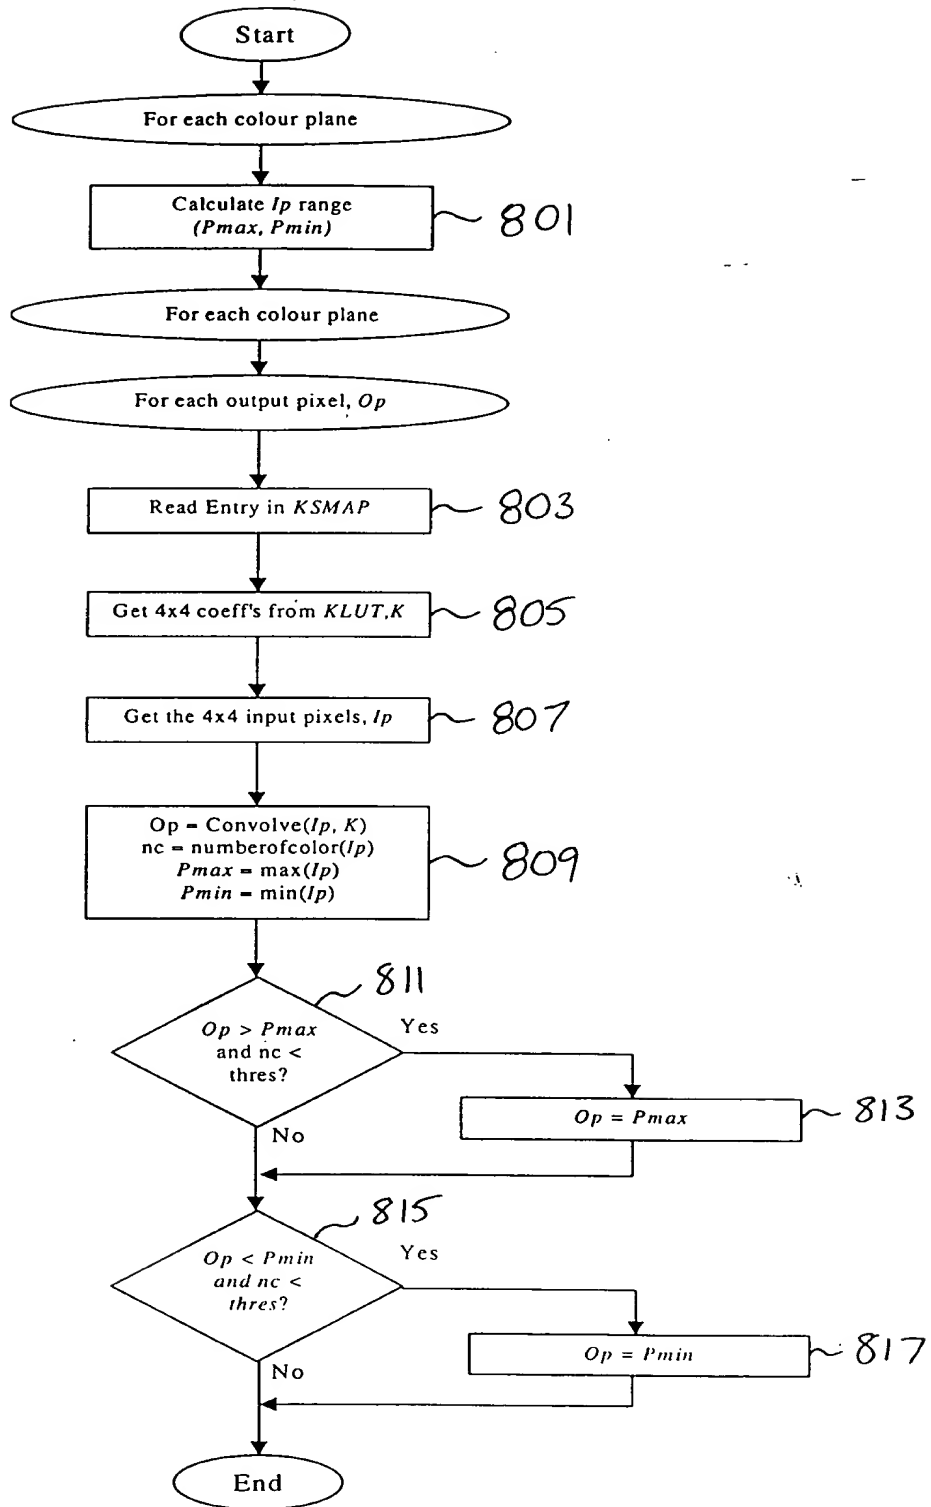 Start
For each colour plane
Calculate Ip range
(Pmax, Pmin)
801
For each colour plane
For each output pixel, Op
Read Entry in KSMAP
803
Get 4x4 coeff's from KLUT,K
805
Get the 4x4 input pixels, Ip
807
Op = Convolve(Ip, K)
nc = numberofcolor(Ip)
Pmax = max(Ip)
Pmin = min(Ip)
809
811
Op > Pmax
and nc <
thres?
Yes
Op = Pmax
813
No
815
Op < Pmin
and nc <
thres?
Yes
Op = Pmin
817
No
End